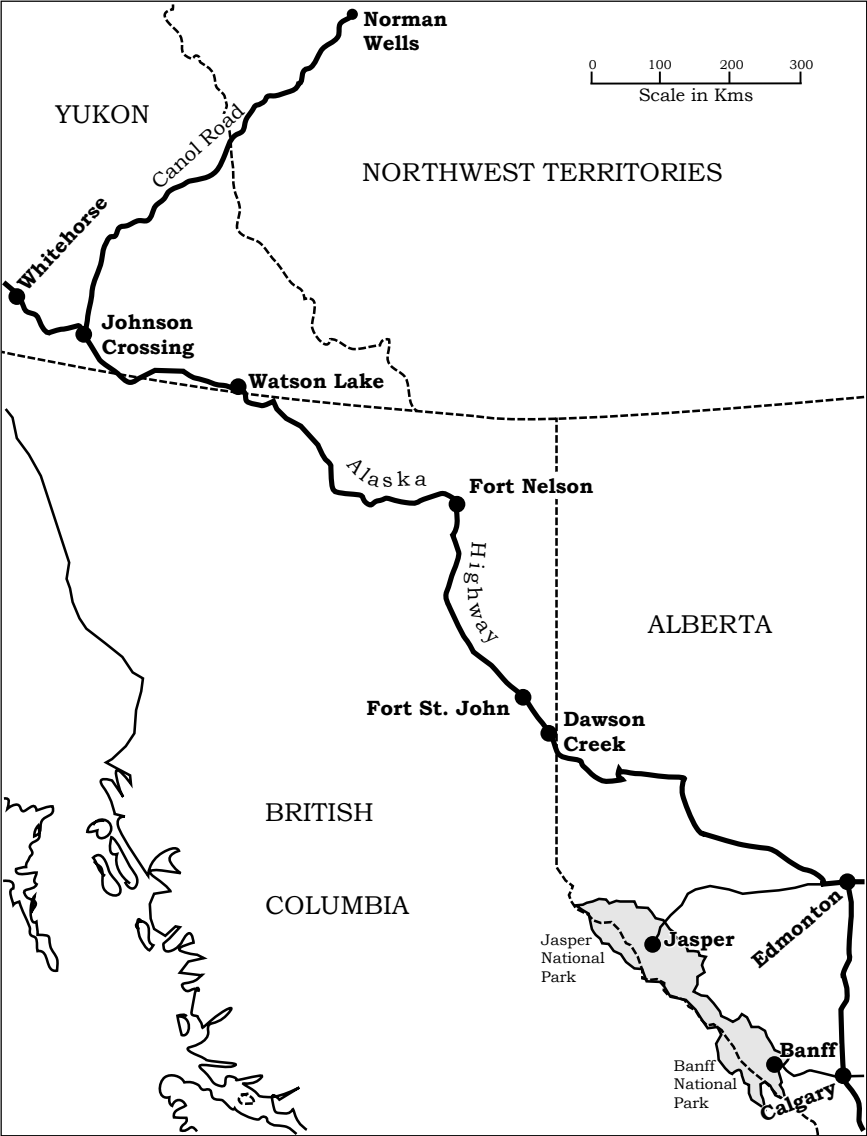 Norman
Wells
0 100 200 300
Scale in Kms
YUKON
Canol Road
NORTHWEST TERRITORIES
Whitehorse
Johnson
Crossing
Watson Lake
Alaska
Fort Nelson
Highway
ALBERTA
Fort St. John
Dawson
Creek
BRITISH
COLUMBIA
Edmonton
Jasper
National
Park
Jasper
Banff
Banff
National
Park
Calgary